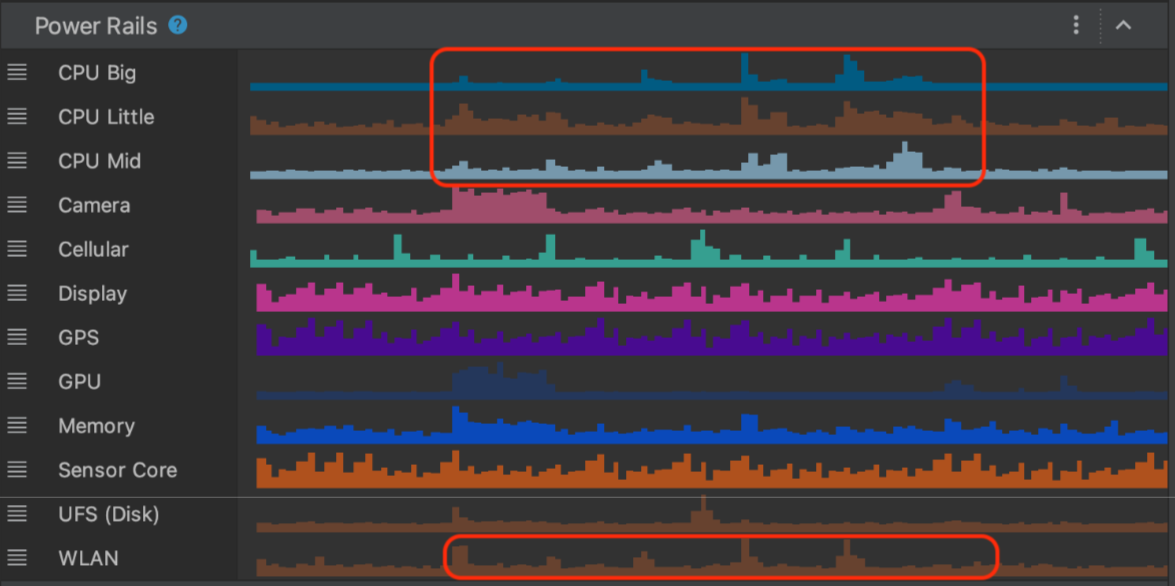 Power Rails ?
CPU Big
CPU Little
CPU Mid
Camera
Cellular
Display
GPS
GPU
Memory
Sensor Core
UFS (Disk)
WLAN